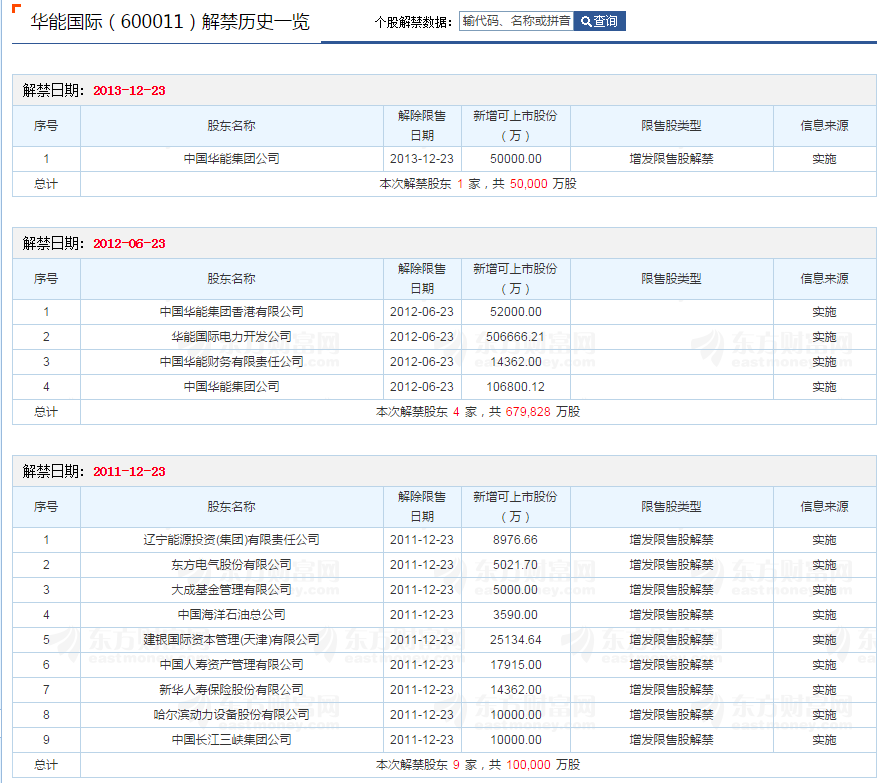 华能国际（600011）解禁历史一览 个股解禁数据： 输代码、名称或拼音 查询
解禁日期： 2013-12-23
序号 股东名称 解除限售日期 新增可上市股份（万） 限售股类型 信息来源
1 中国华能集团公司 2013-12-23 50000.00 增发限售股解禁 实施
总计 本次解禁股东 1 家，共 50,000 万股
解禁日期： 2012-06-23
序号 股东名称 解除限售日期 新增可上市股份（万） 限售股类型 信息来源
1 中国华能集团香港有限公司 2012-06-23 52000.00 实施
2 华能国际电力开发公司 2012-06-23 506666.21 实施
3 中国华能财务有限责任公司 2012-06-23 14362.00 实施
4 中国华能集团公司 2012-06-23 106800.12 实施
总计 本次解禁股东 4 家，共 679,828 万股
解禁日期： 2011-12-23
序号 股东名称 解除限售日期 新增可上市股份（万） 限售股类型 信息来源
1 辽宁能源投资(集团)有限责任公司 2011-12-23 8976.66 增发限售股解禁 实施
2 东方电气股份有限公司 2011-12-23 5021.70 增发限售股解禁 实施
3 大成基金管理有限公司 2011-12-23 5000.00 增发限售股解禁 实施
4 中国海洋石油总公司 2011-12-23 3590.00 增发限售股解禁 实施
5 建银国际资本管理(天津)有限公司 2011-12-23 25134.64 增发限售股解禁 实施
6 中国人寿资产管理有限公司 2011-12-23 17915.00 增发限售股解禁 实施
7 新华人寿保险股份有限公司 2011-12-23 14362.00 增发限售股解禁 实施
8 哈尔滨动力设备股份有限公司 2011-12-23 10000.00 增发限售股解禁 实施
9 中国长江三峡集团公司 2011-12-23 10000.00 增发限售股解禁 实施
总计 本次解禁股东 9 家，共 100,000 万股